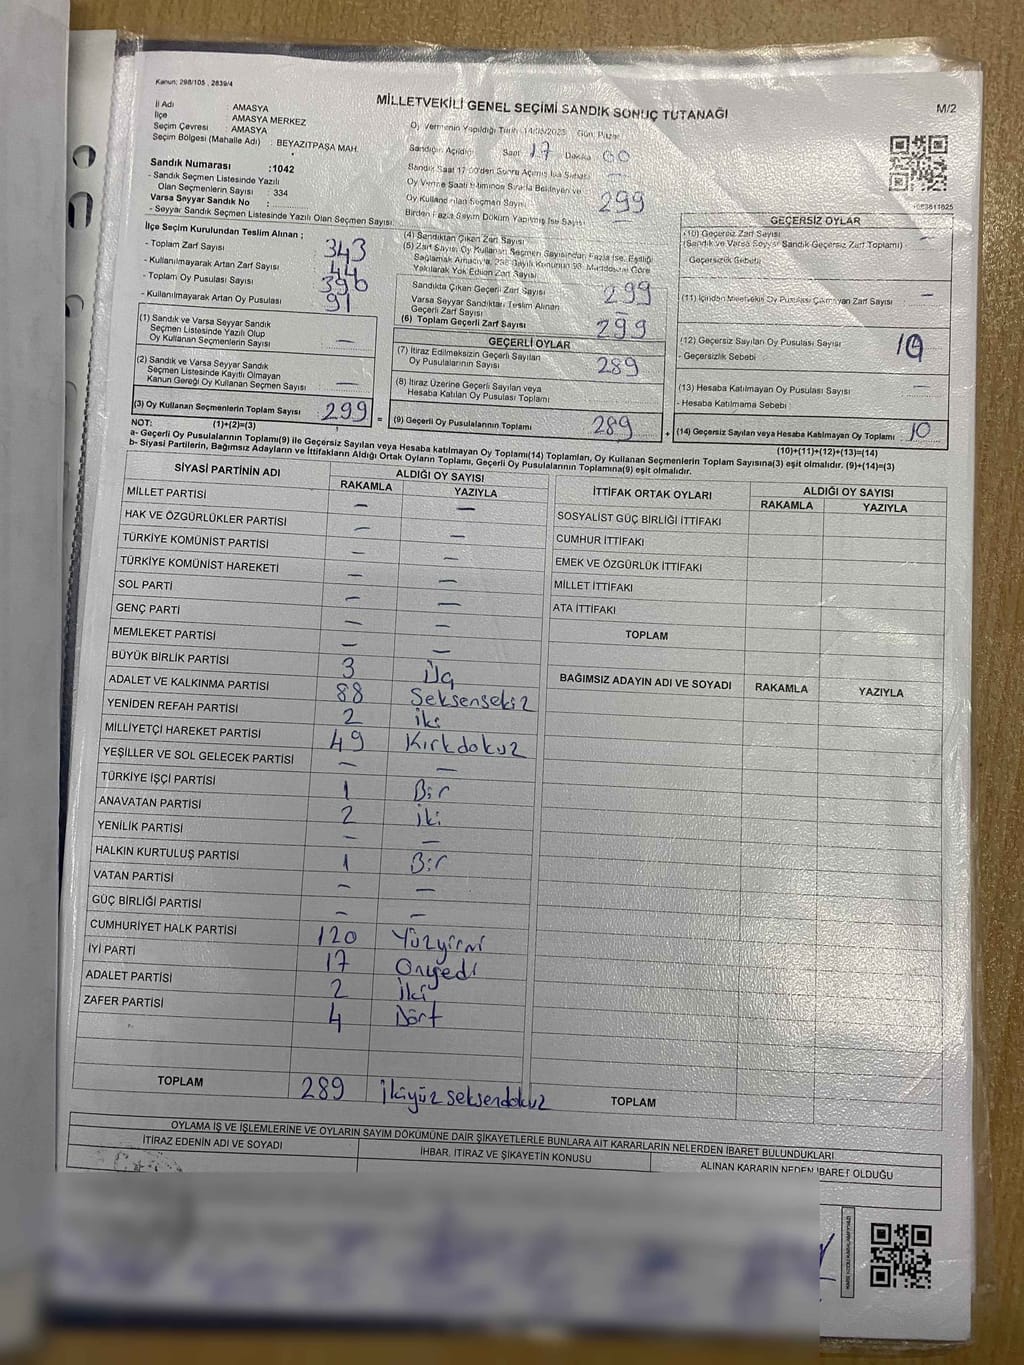 Kanun: 298/105 , 2839/4
MİLLETVEKİLİ GENEL SEÇİMİ SANDIK SONUÇ TUTANAĞI
M/2
İl Adı : AMASYA
İlçe : AMASYA MERKEZ
Seçim Çevresi : AMASYA
Seçim Bölgesi (Mahalle Adı) : BEYAZITPAŞA MAH.
Sandık Numarası :1042
- Sandık Seçmen Listesinde Yazılı
Olan Seçmenlerin Sayısı : 334
Varsa Seyyar Sandık No :
- Seyyar Sandık Seçmen Listesinde Yazılı Olan Seçmen Sayısı
İlçe Seçim Kurulundan Teslim Alınan ;
- Toplam Zarf Sayısı 343
- Kullanılmayarak Artan Zarf Sayısı 44
- Toplam Oy Pusulası Sayısı
- Kullanılmayarak Artan Oy Pusulası 91
(1) Sandık ve Varsa Seyyar Sandık
Seçmen Listesinde Yazılı Olup
Oy Kullanan Seçmenlerin Sayısı —
(2) Sandık ve Varsa Seyyar Sandık
Seçmen Listesinde Kayıtlı Olmayan
Kanun Gereği Oy Kullanan Seçmen Sayısı —
(3) Oy Kullanan Seçmenlerin Toplam Sayısı 299 =
(1)+(2)=(3)
Oy Vermenin Yapıldığı Tarih 14/05/2023 Gün: Pazar
Sandığın Açıldığı Saat 17 Dakika 00
Sandık Saat 17:00'den Sonra Açılmış İse Sebebi —
Oy Verme Saati Bitiminde Sırada Bekleyen ve
Oy Kullandırılan Seçmen Sayısı 299
Birden Fazla Sayım Döküm Yapılmış İse Sayısı
(4) Sandıktan Çıkan Zarf Sayısı
(5) Zarf Sayısı, Oy Kullanan Seçmen Sayısından Fazla İse, Eşitliği
Sağlamak Amacıyla, 298 Sayılı Kanunun 98. Maddesine Göre
Yakılarak Yok Edilen Zarf Sayısı
Sandıkta Çıkan Geçerli Zarf Sayısı 299
Varsa Seyyar Sandıktan Teslim Alınan
Geçerli Zarf Sayısı —
(6) Toplam Geçerli Zarf Sayısı 299
GEÇERLİ OYLAR
(7) İtiraz Edilmeksizin Geçerli Sayılan
Oy Pusulalarının Sayısı 289
(8) İtiraz Üzerine Geçerli Sayılan veya
Hesaba Katılan Oy Pusulası Toplamı
(9) Geçerli Oy Pusulalarının Toplamı 289 +
GEÇERSİZ OYLAR
(10) Geçersiz Zarf Sayısı
(Sandık ve Varsa Seyyar Sandık Geçersiz Zarf Toplamı) —
- Geçersizlik Sebebi
(11) İçinden Milletvekili Oy Pusulası Çıkmayan Zarf Sayısı —
(12) Geçersiz Sayılan Oy Pusulası Sayısı 10
- Geçersizlik Sebebi
(13) Hesaba Katılmayan Oy Pusulası Sayısı —
- Hesaba Katılmama Sebebi
(14) Geçersiz Sayılan veya Hesaba Katılmayan Oy Toplamı 10
(10)+(11)+(12)+(13)=(14)
NOT:
a- Geçerli Oy Pusulalarının Toplamı(9) ile Geçersiz Sayılan veya Hesaba katılmayan Oy Toplamı(14) Toplamları, Oy Kullanan Seçmenlerin Toplam Sayısına(3) eşit olmalıdır. (9)+(14)=(3)
b- Siyasi Partilerin, Bağımsız Adayların ve İttifakların Aldığı Ortak Oyların Toplamı, Geçerli Oy Pusulalarının Toplamına(9) eşit olmalıdır.
SİYASİ PARTİNİN ADI ALDIĞI OY SAYISI
RAKAMLA YAZIYLA
MİLLET PARTİSİ — —
HAK VE ÖZGÜRLÜKLER PARTİSİ — —
TÜRKİYE KOMÜNİST PARTİSİ — —
TÜRKİYE KOMÜNİST HAREKETİ — —
SOL PARTİ — —
GENÇ PARTİ — —
MEMLEKET PARTİSİ — —
BÜYÜK BİRLİK PARTİSİ 3 Üç
ADALET VE KALKINMA PARTİSİ 88 Seksensekiz
YENİDEN REFAH PARTİSİ 2 İki
MİLLİYETÇİ HAREKET PARTİSİ 49 Kırkdokuz
YEŞİLLER VE SOL GELECEK PARTİSİ — —
TÜRKİYE İŞÇİ PARTİSİ 1 Bir
ANAVATAN PARTİSİ 2 İki
YENİLİK PARTİSİ — —
HALKIN KURTULUŞ PARTİSİ 1 Bir
VATAN PARTİSİ — —
GÜÇ BİRLİĞİ PARTİSİ — —
CUMHURİYET HALK PARTİSİ 120 Yüzyirmi
İYİ PARTİ 17 Onyedi
ADALET PARTİSİ 2 İki
ZAFER PARTİSİ 4 Dört
TOPLAM 289 İkiyüzseksendokuz
İTTİFAK ORTAK OYLARI ALDIĞI OY SAYISI
RAKAMLA YAZIYLA
SOSYALİST GÜÇ BİRLİĞİ İTTİFAKI
CUMHUR İTTİFAKI
EMEK VE ÖZGÜRLÜK İTTİFAKI
MİLLET İTTİFAKI
ATA İTTİFAKI
TOPLAM
BAĞIMSIZ ADAYIN ADI VE SOYADI RAKAMLA YAZIYLA
TOPLAM
OYLAMA İŞ VE İŞLEMLERİNE VE OYLARIN SAYIM DÖKÜMÜNE DAİR ŞİKAYETLERLE BUNLARA AİT KARARLARIN NELERDEN İBARET BULUNDUKLARI
İTİRAZ EDENİN ADI VE SOYADI
İHBAR, İTİRAZ VE ŞİKAYETİN KONUSU
ALINAN KARARIN NEDEN İBARET OLDUĞU